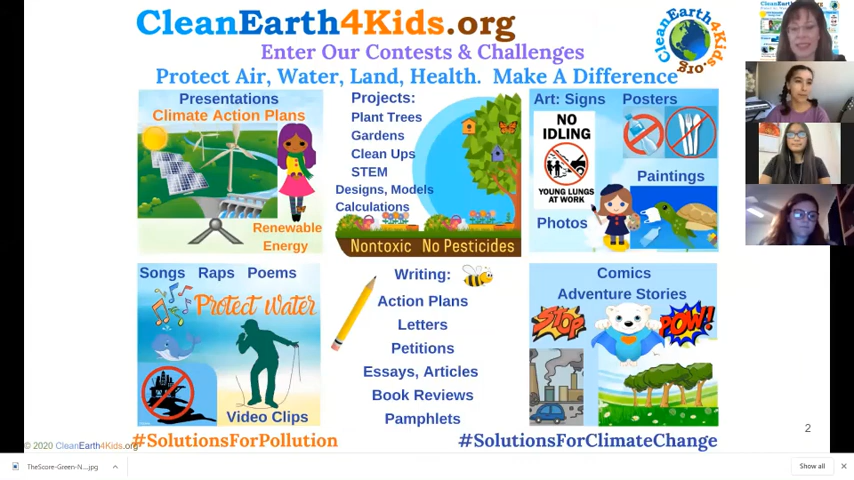 CleanEarth4Kids.org
Enter Our Contests & Challenges
Protect Air, Water, Land, Health. Make A Difference
CleanEarth4Kids.org
Presentations
Climate Action Plans
Renewable
Energy
Projects:
Plant Trees
Gardens
Clean Ups
STEM
Designs, Models
Calculations
Nontoxic No Pesticides
Art: Signs Posters
NO
IDLING
YOUNG LUNGS
AT WORK
Paintings
Photos
Songs Raps Poems
Protect Water
Video Clips
Writing:
Action Plans
Letters
Petitions
Essays, Articles
Book Reviews
Pamphlets
Comics
Adventure Stories
STOP
POW!
2
© 2020 CleanEarth4Kids.org
#SolutionsForPollution
#SolutionsForClimateChange
TheScore-Green-N....jpg
Show all